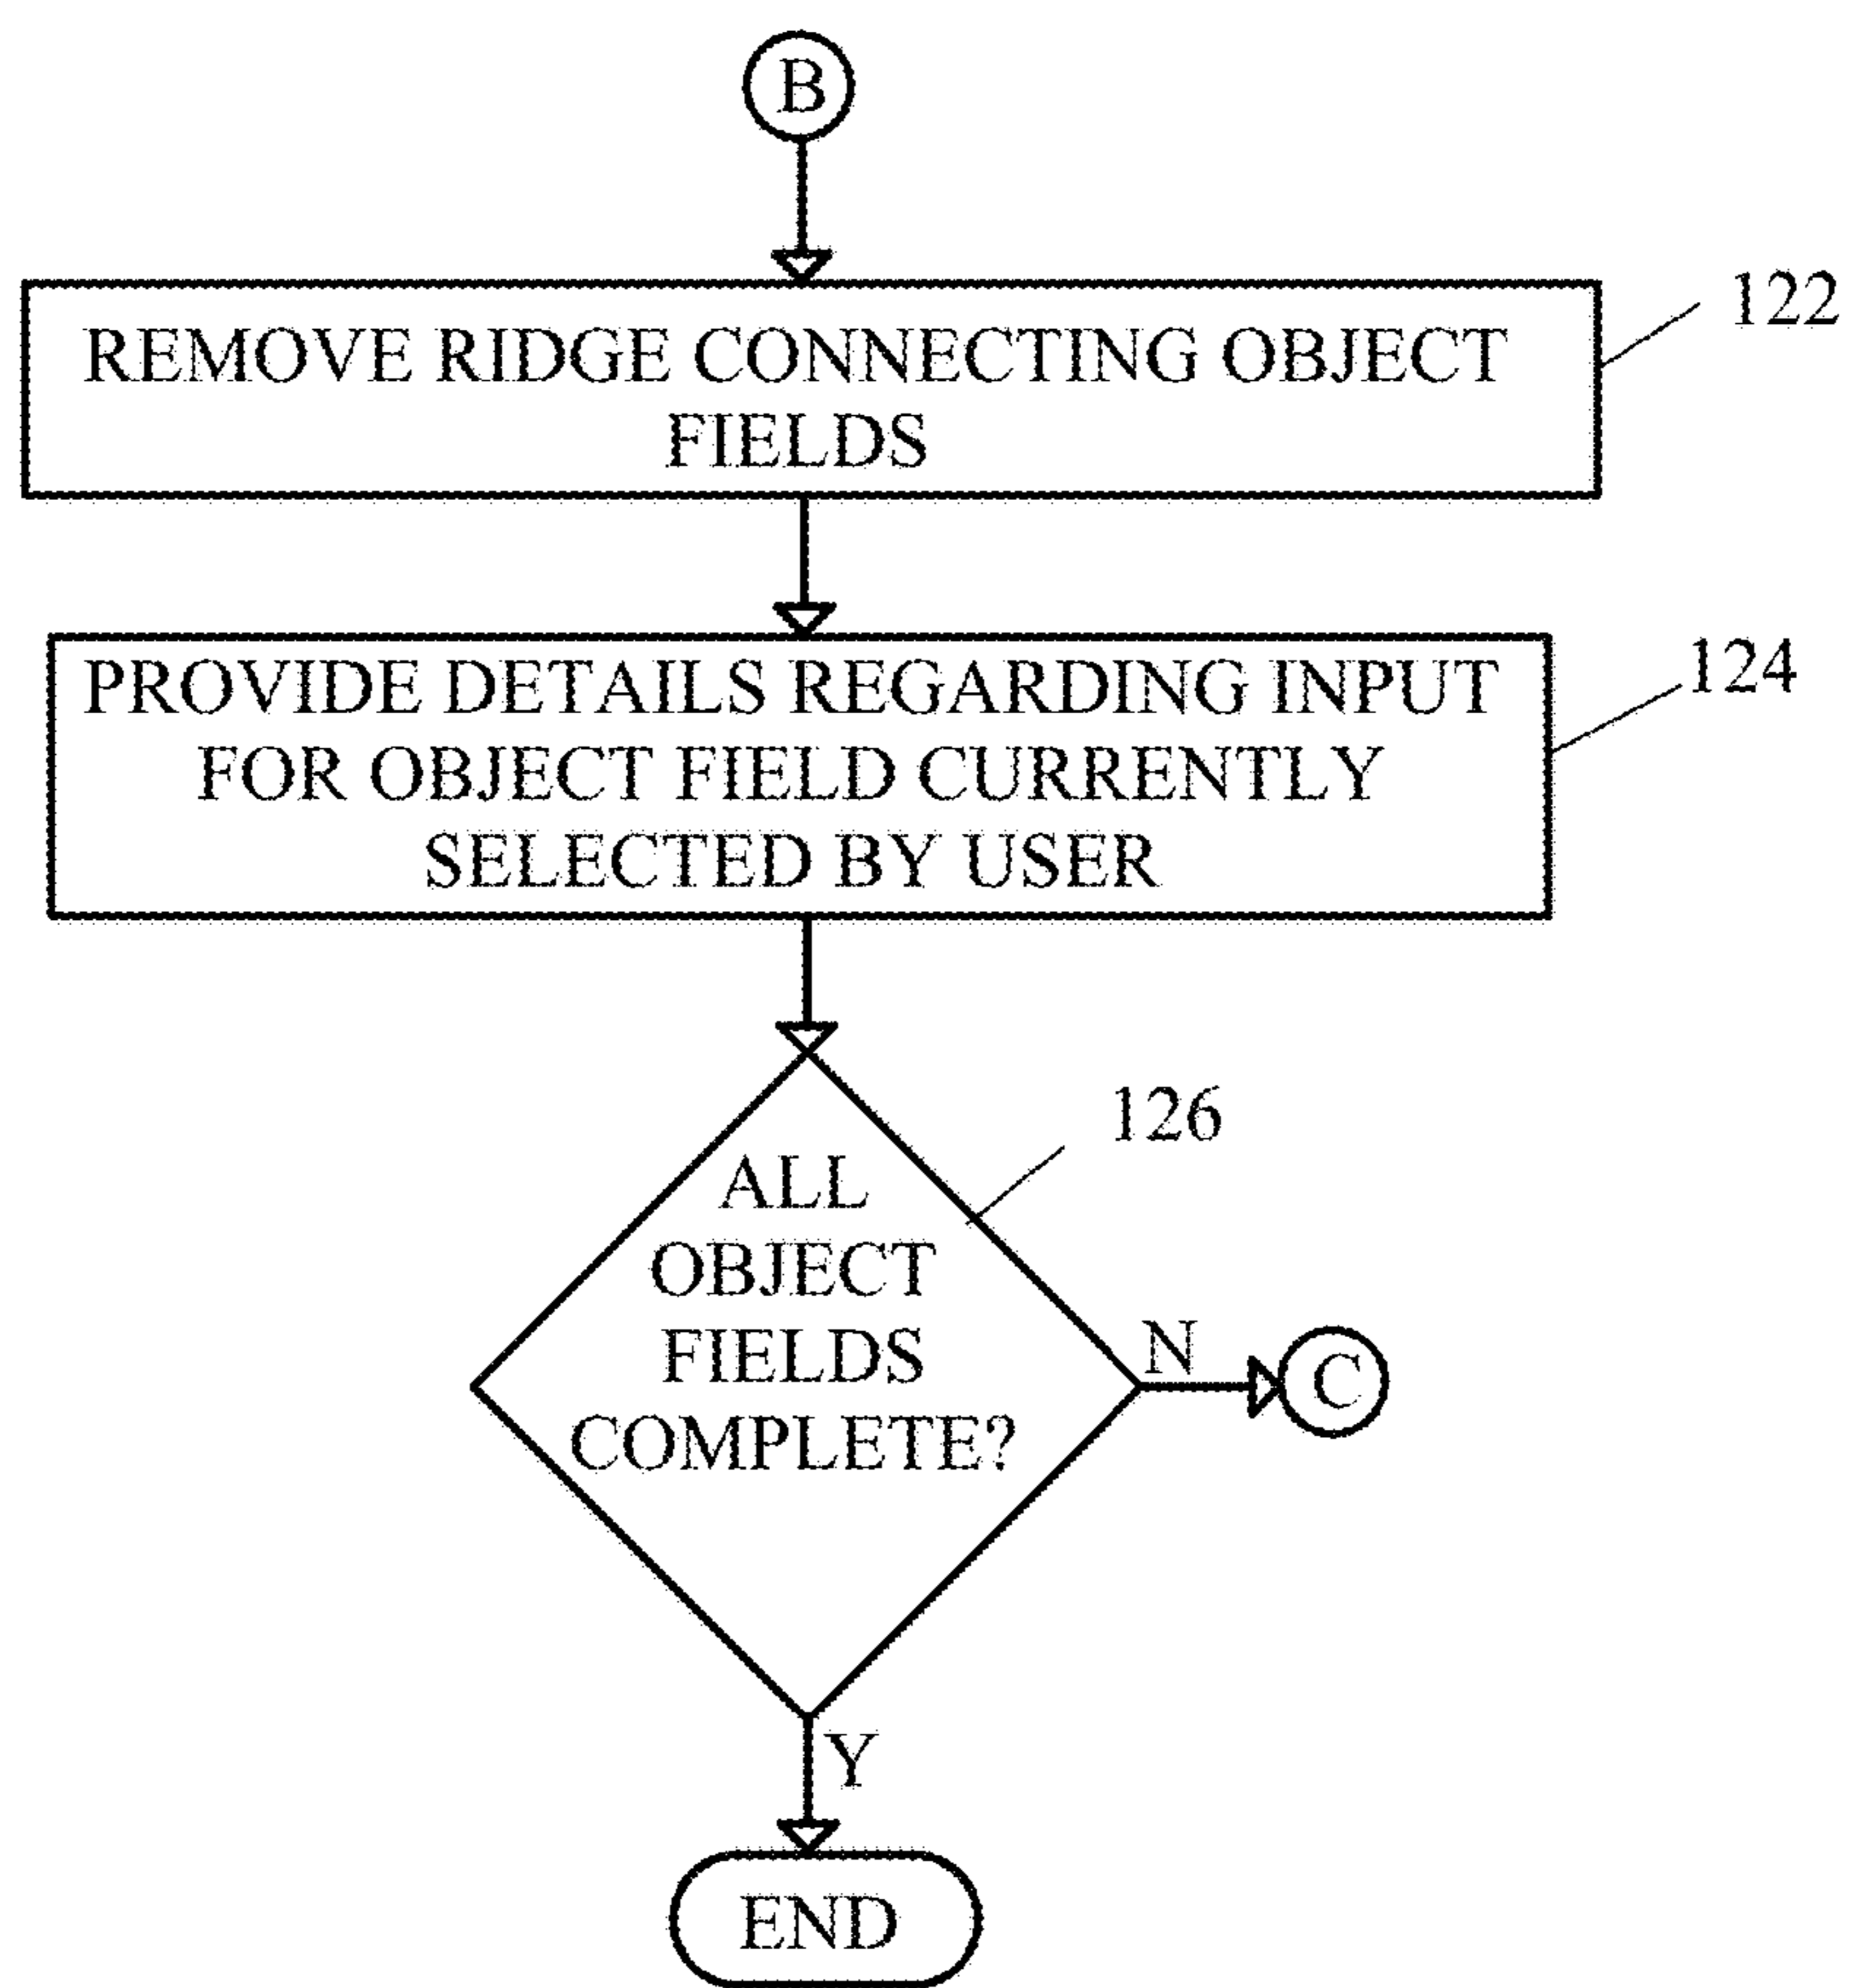 B
REMOVE RIDGE CONNECTING OBJECT
FIELDS
122
PROVIDE DETAILS REGARDING INPUT
FOR OBJECT FIELD CURRENTLY
SELECTED BY USER
124
126
ALL
OBJECT
FIELDS
COMPLETE?
N
C
Y
END